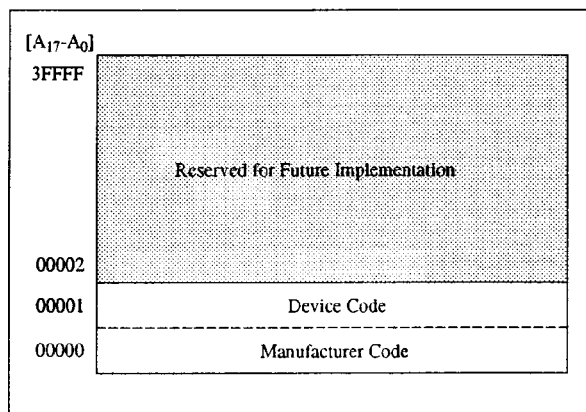 [A17-A0]
3FFFF
Reserved for Future Implementation
00002
00001 Device Code
00000 Manufacturer Code